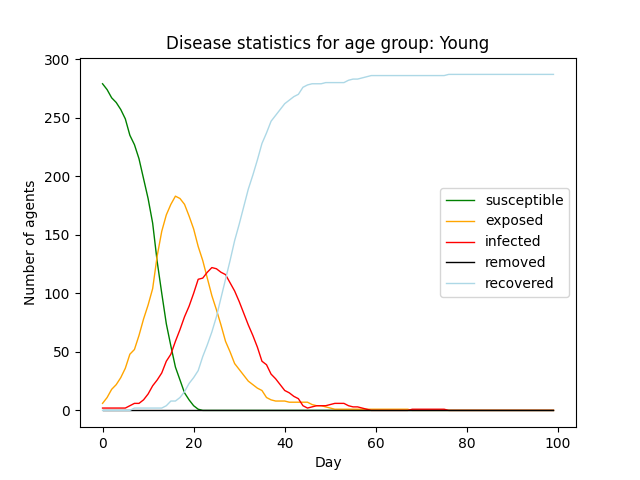 Disease statistics for age group: Young
Number of agents
300
250
200
150
100
50
0
susceptible
exposed
infected
removed
recovered
0 20 40 60 80 100
Day